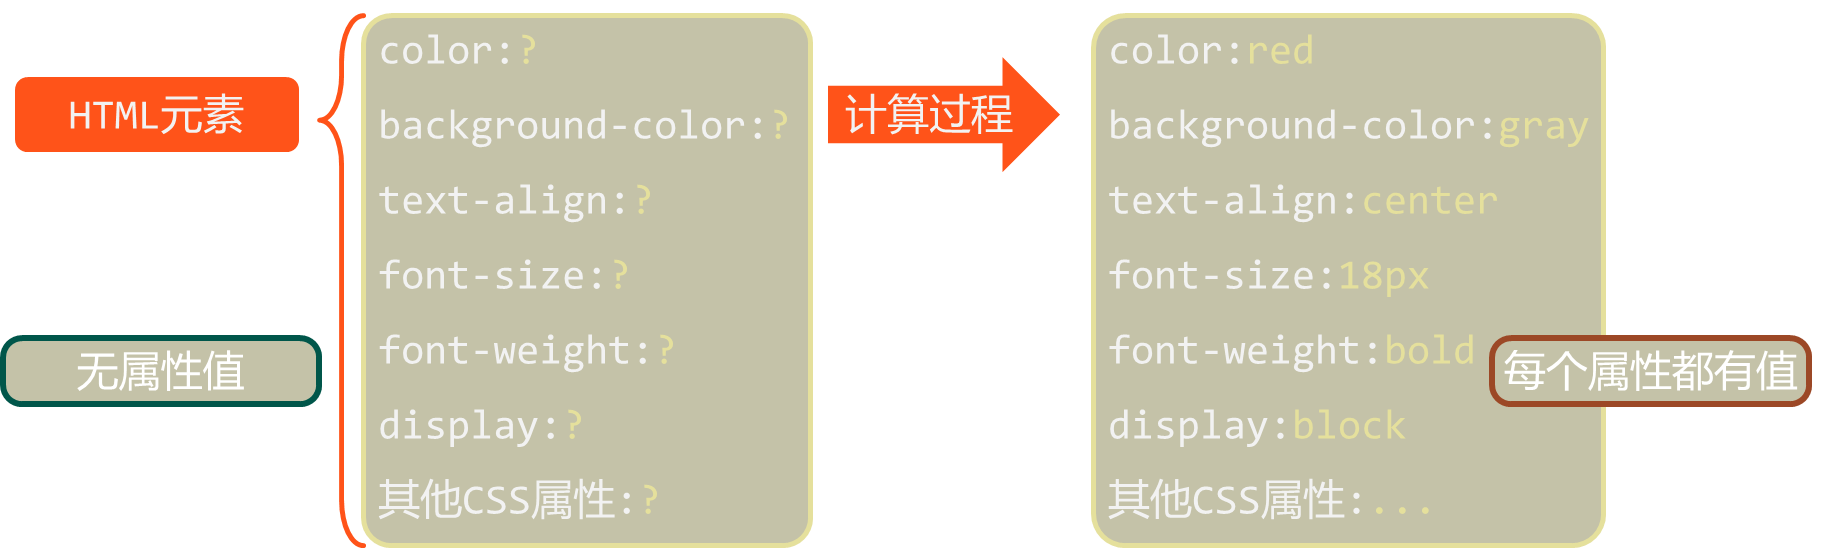 HTML元素
无属性值
color:?
background-color:?
text-align:?
font-size:?
font-weight:?
display:?
其他CSS属性:?
计算过程
color:red
background-color:gray
text-align:center
font-size:18px
font-weight:bold
display:block
其他CSS属性:...
每个属性都有值